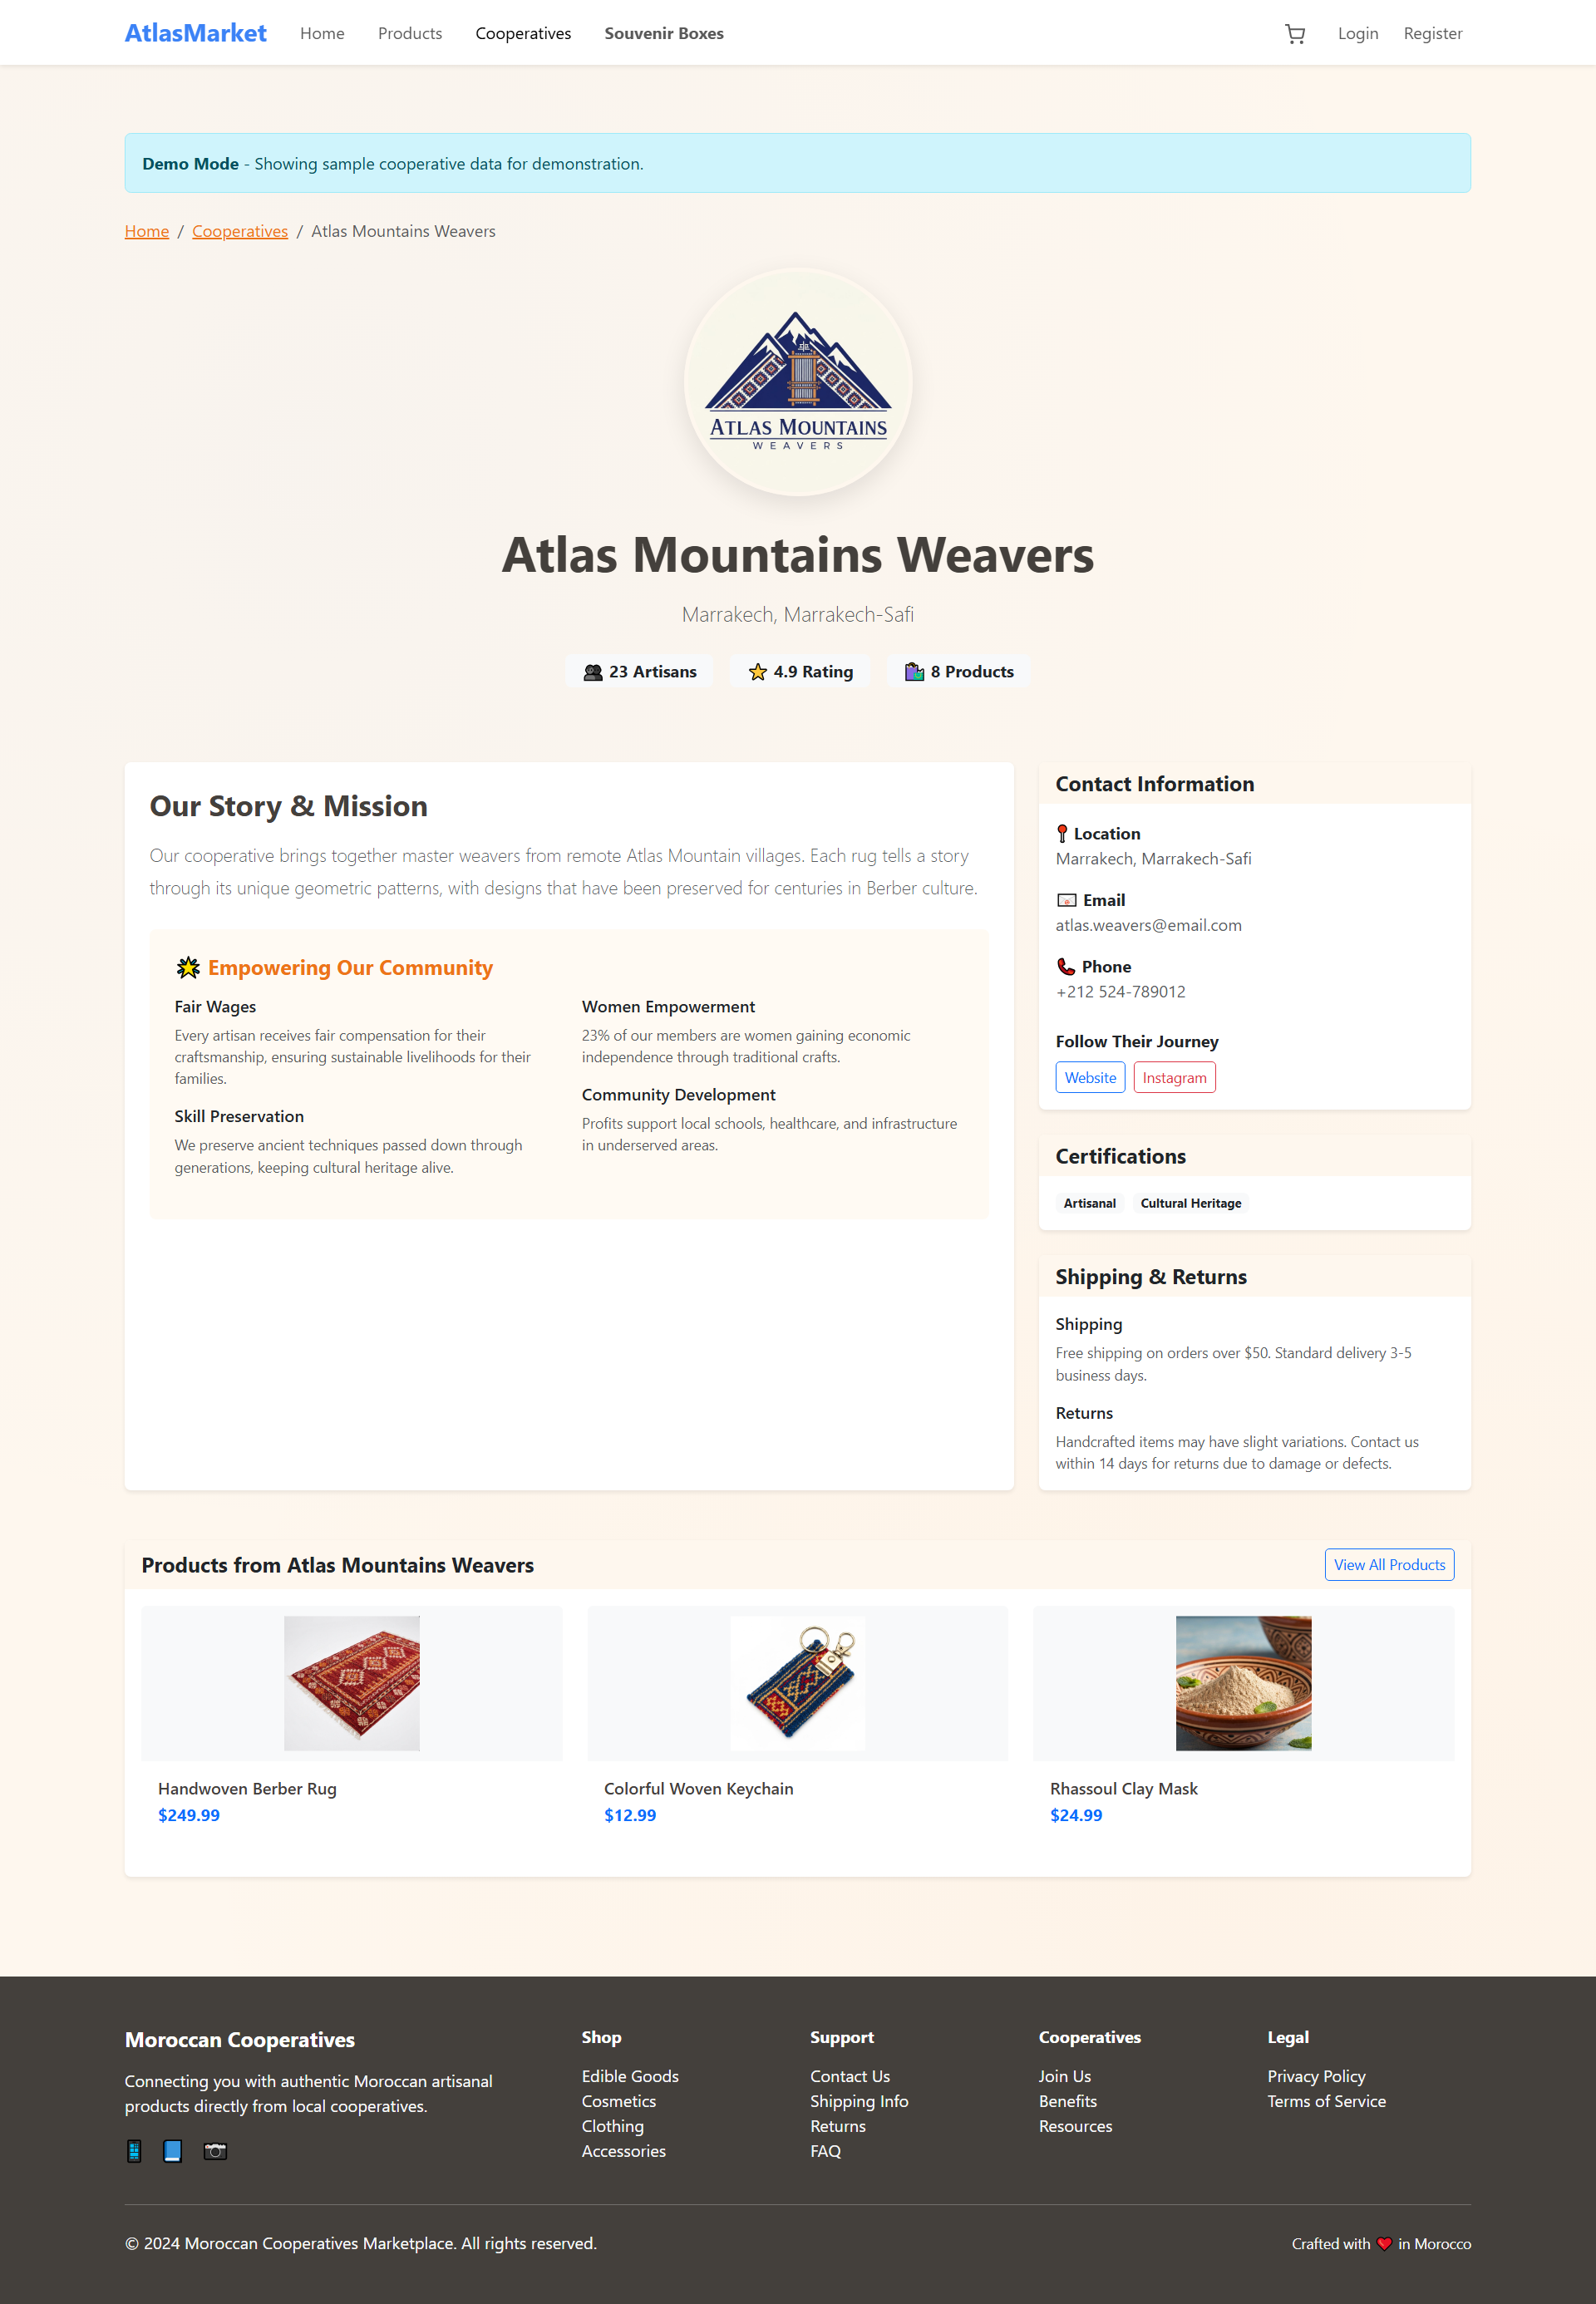 AtlasMarket Home Products Cooperatives Souvenir Boxes Login Register
Demo Mode - Showing sample cooperative data for demonstration.
Home / Cooperatives / Atlas Mountains Weavers
ATLAS MOUNTAINS
WEAVERS
Atlas Mountains Weavers
Marrakech, Marrakech-Safi
23 Artisans
4.9 Rating
8 Products
Our Story & Mission
Our cooperative brings together master weavers from remote Atlas Mountain villages. Each rug tells a story
through its unique geometric patterns, with designs that have been preserved for centuries in Berber culture.
Empowering Our Community
Fair Wages
Every artisan receives fair compensation for their
craftsmanship, ensuring sustainable livelihoods for their
families.
Skill Preservation
We preserve ancient techniques passed down through
generations, keeping cultural heritage alive.
Women Empowerment
23% of our members are women gaining economic
independence through traditional crafts.
Community Development
Profits support local schools, healthcare, and infrastructure
in underserved areas.
Contact Information
Location
Marrakech, Marrakech-Safi
Email
atlas.weavers@email.com
Phone
+212 524-789012
Follow Their Journey
Website
Instagram
Certifications
Artisanal
Cultural Heritage
Shipping & Returns
Shipping
Free shipping on orders over $50. Standard delivery 3-5
business days.
Returns
Handcrafted items may have slight variations. Contact us
within 14 days for returns due to damage or defects.
Products from Atlas Mountains Weavers
View All Products
Handwoven Berber Rug
$249.99
Colorful Woven Keychain
$12.99
Rhassoul Clay Mask
$24.99
Moroccan Cooperatives
Connecting you with authentic Moroccan artisanal
products directly from local cooperatives.
Shop
Edible Goods
Cosmetics
Clothing
Accessories
Support
Contact Us
Shipping Info
Returns
FAQ
Cooperatives
Join Us
Benefits
Resources
Legal
Privacy Policy
Terms of Service
© 2024 Moroccan Cooperatives Marketplace. All rights reserved.
Crafted with ❤️ in Morocco